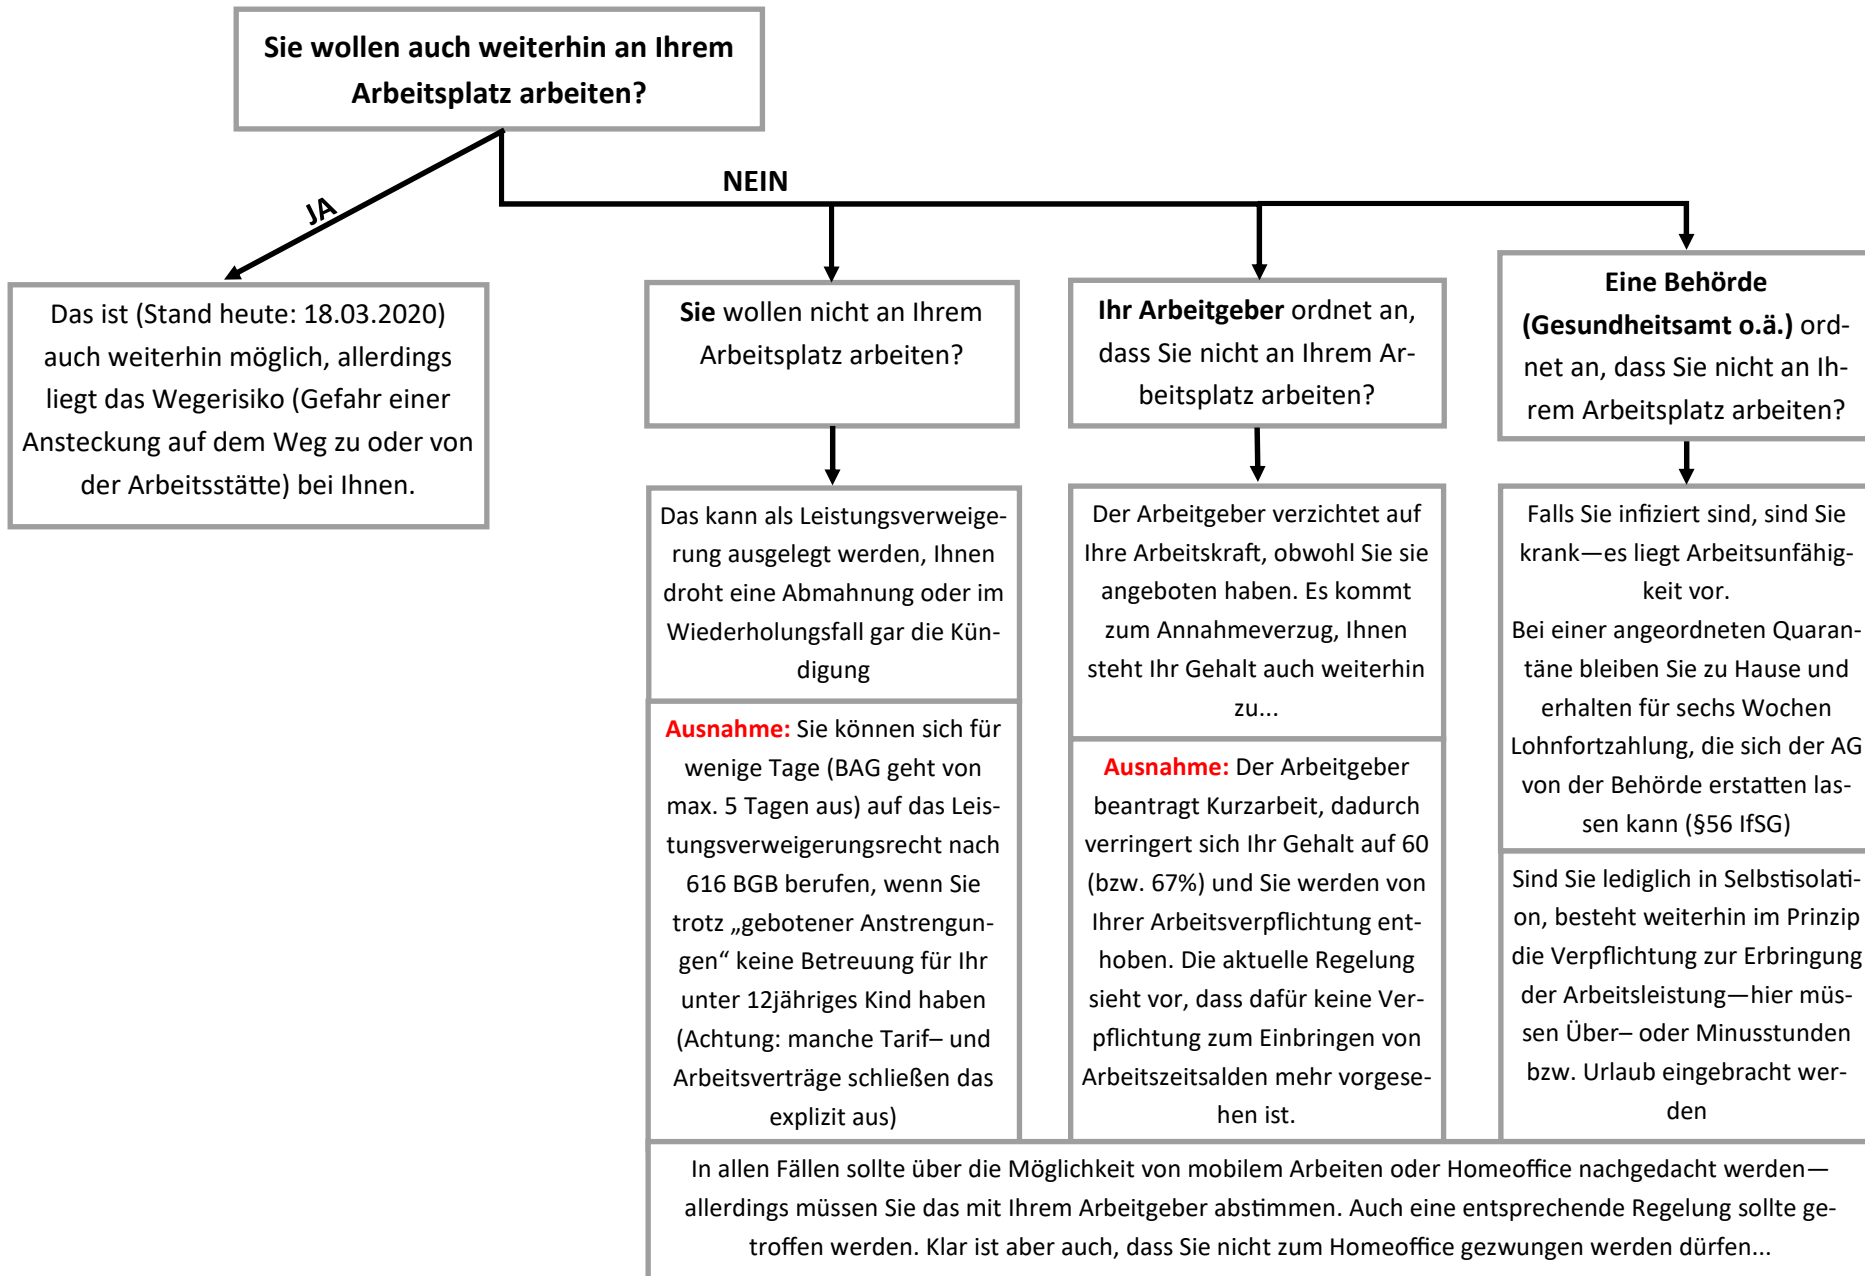 Sie wollen auch weiterhin an Ihrem
Arbeitsplatz arbeiten?
JA
NEIN
Das ist (Stand heute: 18.03.2020)
auch weiterhin möglich, allerdings
liegt das Wegerisiko (Gefahr einer
Ansteckung auf dem Weg zu oder von
der Arbeitsstätte) bei Ihnen.
Sie wollen nicht an Ihrem
Arbeitsplatz arbeiten?
Das kann als Leistungsverweige-
rung ausgelegt werden, Ihnen
droht eine Abmahnung oder im
Wiederholungsfall gar die Kün-
digung
Ausnahme: Sie können sich für
wenige Tage (BAG geht von
max. 5 Tagen aus) auf das Leis-
tungsverweigerungsrecht nach
616 BGB berufen, wenn Sie
trotz „gebotener Anstrengun-
gen“ keine Betreuung für Ihr
unter 12jähriges Kind haben
(Achtung: manche Tarif– und
Arbeitsverträge schließen das
explizit aus)
Ihr Arbeitgeber ordnet an,
dass Sie nicht an Ihrem Ar-
beitsplatz arbeiten?
Der Arbeitgeber verzichtet auf
Ihre Arbeitskraft, obwohl Sie sie
angeboten haben. Es kommt
zum Annahmeverzug, Ihnen
steht Ihr Gehalt auch weiterhin
zu...
Ausnahme: Der Arbeitgeber
beantragt Kurzarbeit, dadurch
verringert sich Ihr Gehalt auf 60
(bzw. 67%) und Sie werden von
Ihrer Arbeitsverpflichtung ent-
hoben. Die aktuelle Regelung
sieht vor, dass dafür keine Ver-
pflichtung zum Einbringen von
Arbeitszeitsalden mehr vorgese-
hen ist.
Eine Behörde
(Gesundheitsamt o.ä.) ord-
net an, dass Sie nicht an Ih-
rem Arbeitsplatz arbeiten?
Falls Sie infiziert sind, sind Sie
krank—es liegt Arbeitsunfähig-
keit vor.
Bei einer angeordneten Quaran-
täne bleiben Sie zu Hause und
erhalten für sechs Wochen
Lohnfortzahlung, die sich der AG
von der Behörde erstatten las-
sen kann (§56 IfSG)
Sind Sie lediglich in Selbstisolati-
on, besteht weiterhin im Prinzip
die Verpflichtung zur Erbringung
der Arbeitsleistung—hier müs-
sen Über– oder Minusstunden
bzw. Urlaub eingebracht wer-
den
In allen Fällen sollte über die Möglichkeit von mobilem Arbeiten oder Homeoffice nachgedacht werden—
allerdings müssen Sie das mit Ihrem Arbeitgeber abstimmen. Auch eine entsprechende Regelung sollte ge-
troffen werden. Klar ist aber auch, dass Sie nicht zum Homeoffice gezwungen werden dürfen...